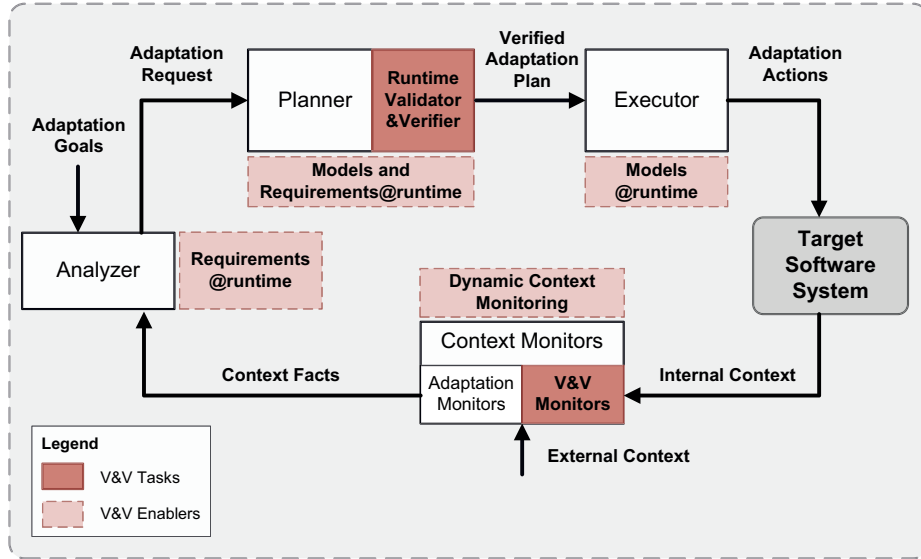 Adaptation
Request
Verified
Adaptation
Plan
Adaptation
Actions
Planner
Runtime
Validator
&Verifier
Executor
Adaptation
Goals
Models and
Requirements@runtime
Models
@runtime
Analyzer
Requirements
@runtime
Target
Software
System
Dynamic Context
Monitoring
Context Monitors
Context Facts
Adaptation
Monitors
V&V
Monitors
Internal Context
External Context
Legend
V&V Tasks
V&V Enablers